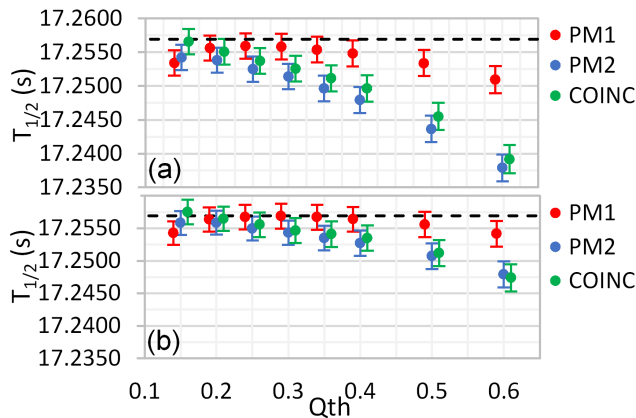 17.2600
17.2550
17.2500
17.2450
17.2400
17.2350
T1/2 (s)
(a)
PM1
PM2
COINC
17.2550
17.2500
17.2450
17.2400
17.2350
T1/2 (s)
(b)
PM1
PM2
COINC
0.1 0.2 0.3 0.4 0.5 0.6
Qth